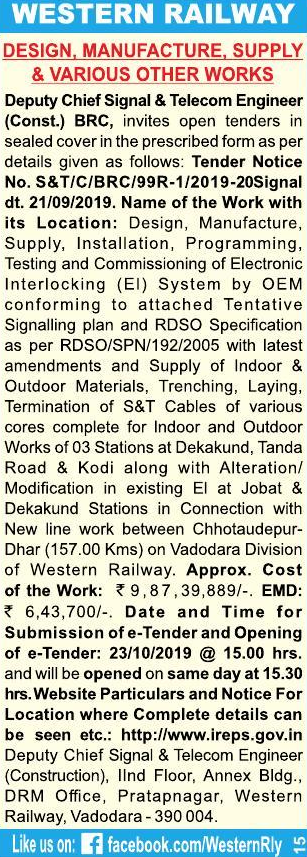 WESTERN RAILWAY
DESIGN, MANUFACTURE, SUPPLY
& VARIOUS OTHER WORKS
Deputy Chief Signal & Telecom Engineer
(Const.) BRC, invites open tenders in
sealed cover in the prescribed form as per
details given as follows: Tender Notice
No. S&T/C/BRC/99R-1/2019-20Signal
dt. 21/09/2019. Name of the Work with
its Location: Design, Manufacture,
Supply, Installation, Programming,
Testing and Commissioning of Electronic
Interlocking (EI) System by OEM
conforming to attached Tentative
Signalling plan and RDSO Specification
as per RDSO/SPN/192/2005 with latest
amendments and Supply of Indoor &
Outdoor Materials, Trenching, Laying,
Termination of S&T Cables of various
cores complete for Indoor and Outdoor
Works of 03 Stations at Dekakund, Tanda
Road & Kodi along with Alteration/
Modification in existing EI at Jobat &
Dekakund Stations in Connection with
New line work between Chhotaudepur-
Dhar (157.00 Kms) on Vadodara Division
of Western Railway. Approx. Cost
of the Work: ₹ 9,87,39,889/-. EMD:
₹ 6,43,700/-. Date and Time for
Submission of e-Tender and Opening
of e-Tender: 23/10/2019 @ 15.00 hrs.
and will be opened on same day at 15.30
hrs. Website Particulars and Notice For
Location where Complete details can
be seen etc.: http://www.ireps.gov.in
Deputy Chief Signal & Telecom Engineer
(Construction), IInd Floor, Annex Bldg.,
DRM Office, Pratapnagar, Western
Railway, Vadodara - 390 004.
Like us on: f facebook.com/WesternRly 15